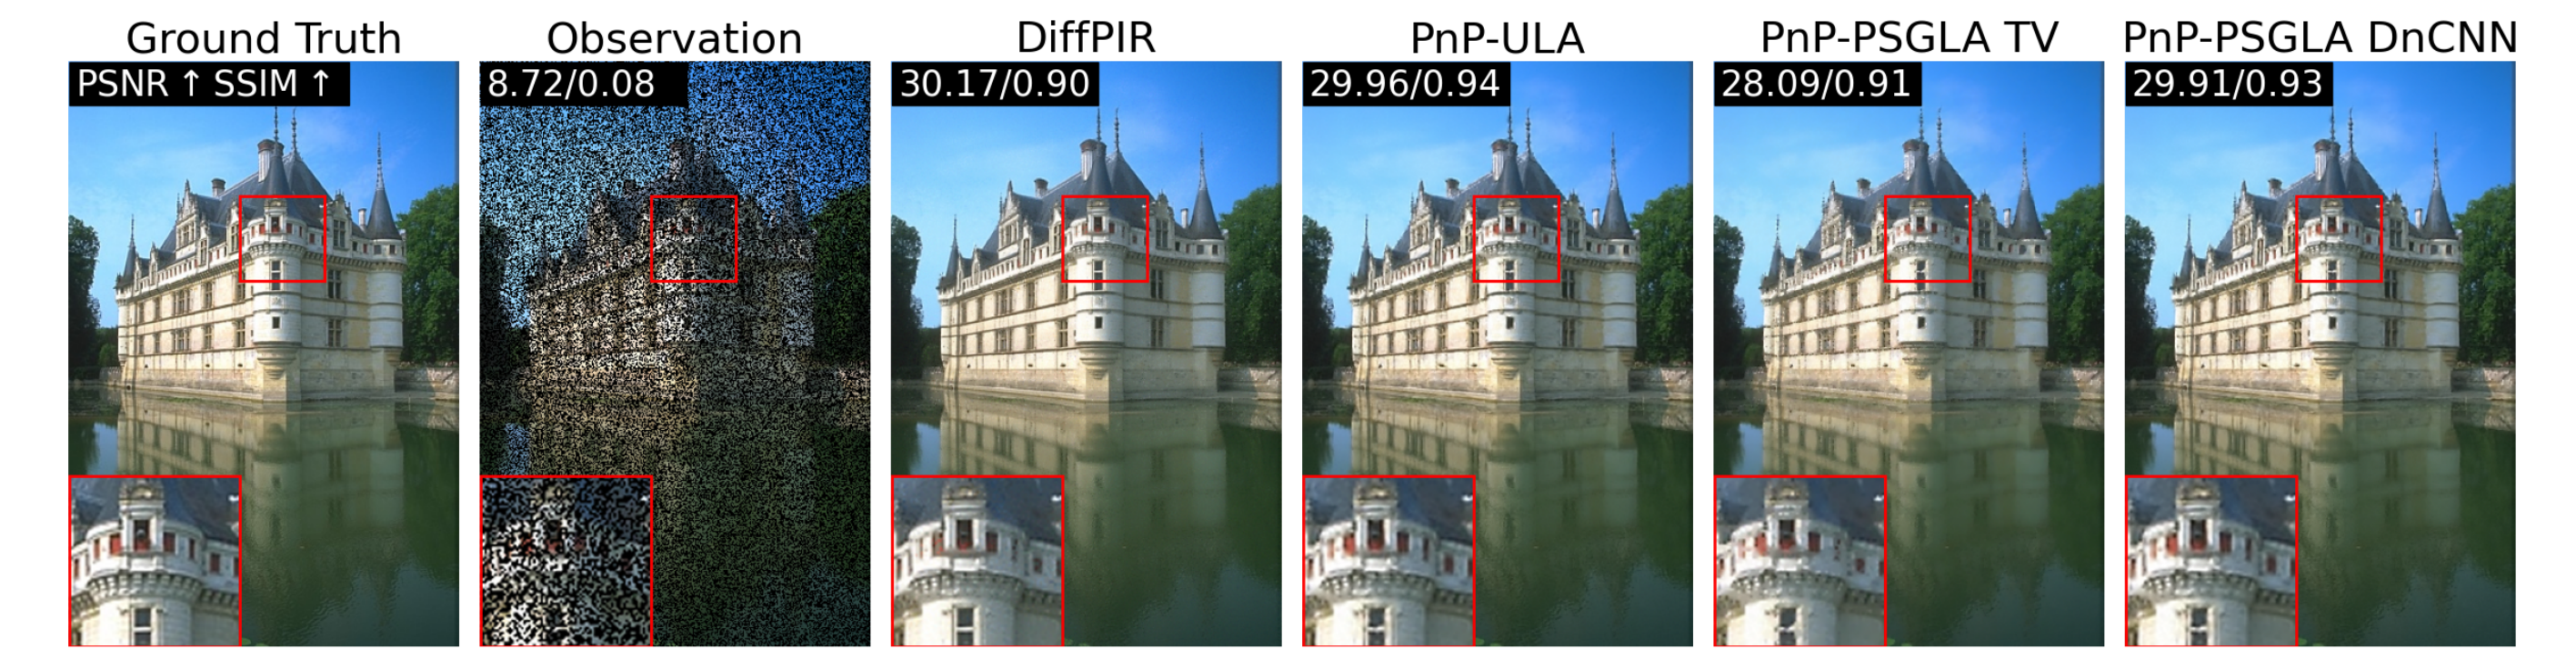 Ground Truth
Observation
DiffPIR
PnP-ULA
PnP-PSGLA TV
PnP-PSGLA DnCNN
PSNR ↑ SSIM ↑
8.72/0.08
30.17/0.90
29.96/0.94
28.09/0.91
29.91/0.93